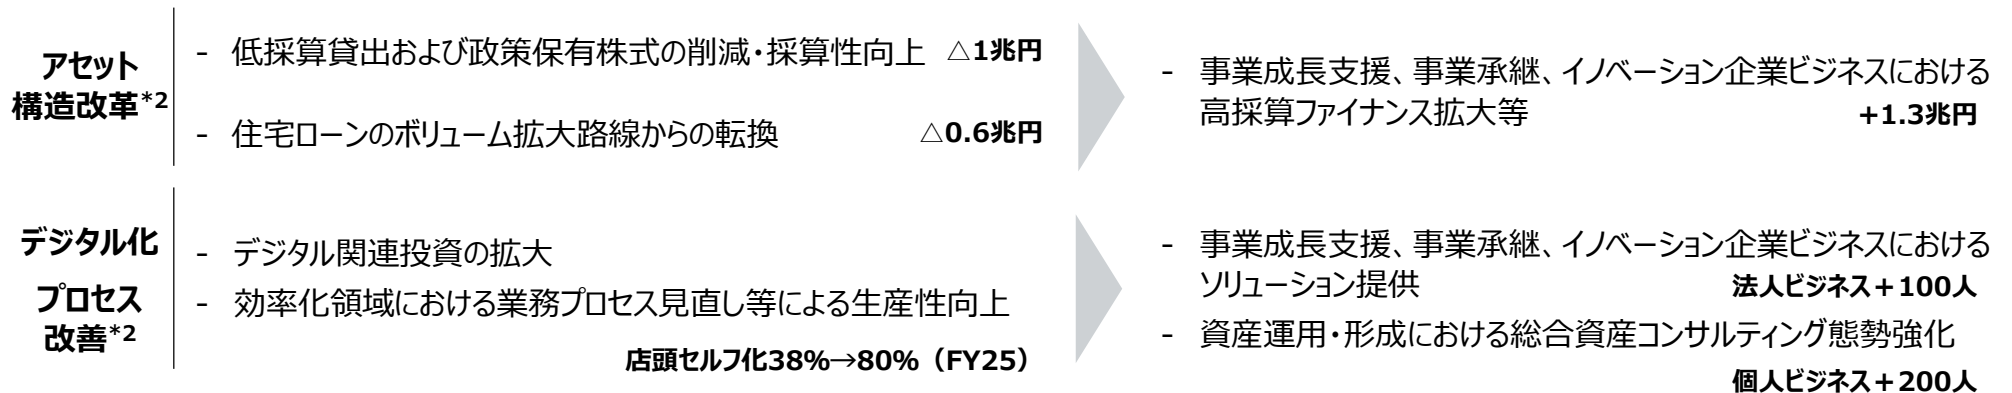 アセット
構造改革*2
- 低採算貸出および政策保有株式の削減・採算性向上 △1兆円
- 住宅ローンのボリューム拡大路線からの転換 △0.6兆円
- 事業成長支援、事業承継、イノベーション企業ビジネスにおける
高採算ファイナンス拡大等 +1.3兆円
デジタル化
プロセス
改善*2
- デジタル関連投資の拡大
- 効率化領域における業務プロセス見直し等による生産性向上
店頭セルフ化38%→80%（FY25）
- 事業成長支援、事業承継、イノベーション企業ビジネスにおける
ソリューション提供 法人ビジネス＋100人
- 資産運用・形成における総合資産コンサルティング態勢強化
個人ビジネス＋200人